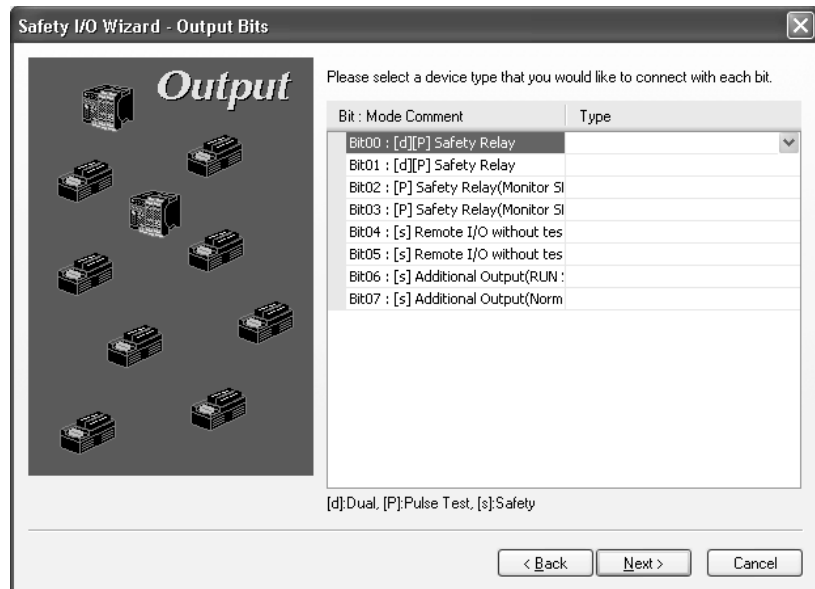 Safety I/O Wizard - Output Bits
Output
Please select a device type that you would like to connect with each bit.
Bit : Mode Comment Type
Bit00 : [d][P] Safety Relay
Bit01 : [d][P] Safety Relay
Bit02 : [P] Safety Relay(Monitor
Bit03 : [P] Safety Relay(Monitor
Bit04 : [s] Remote I/O without tes
Bit05 : [s] Remote I/O without tes
Bit06 : [s] Additional Output(RUN
Bit07 : [s] Additional Output(Norm
[d]:Dual, [P]:Pulse Test, [s]:Safety
< Back Next > Cancel